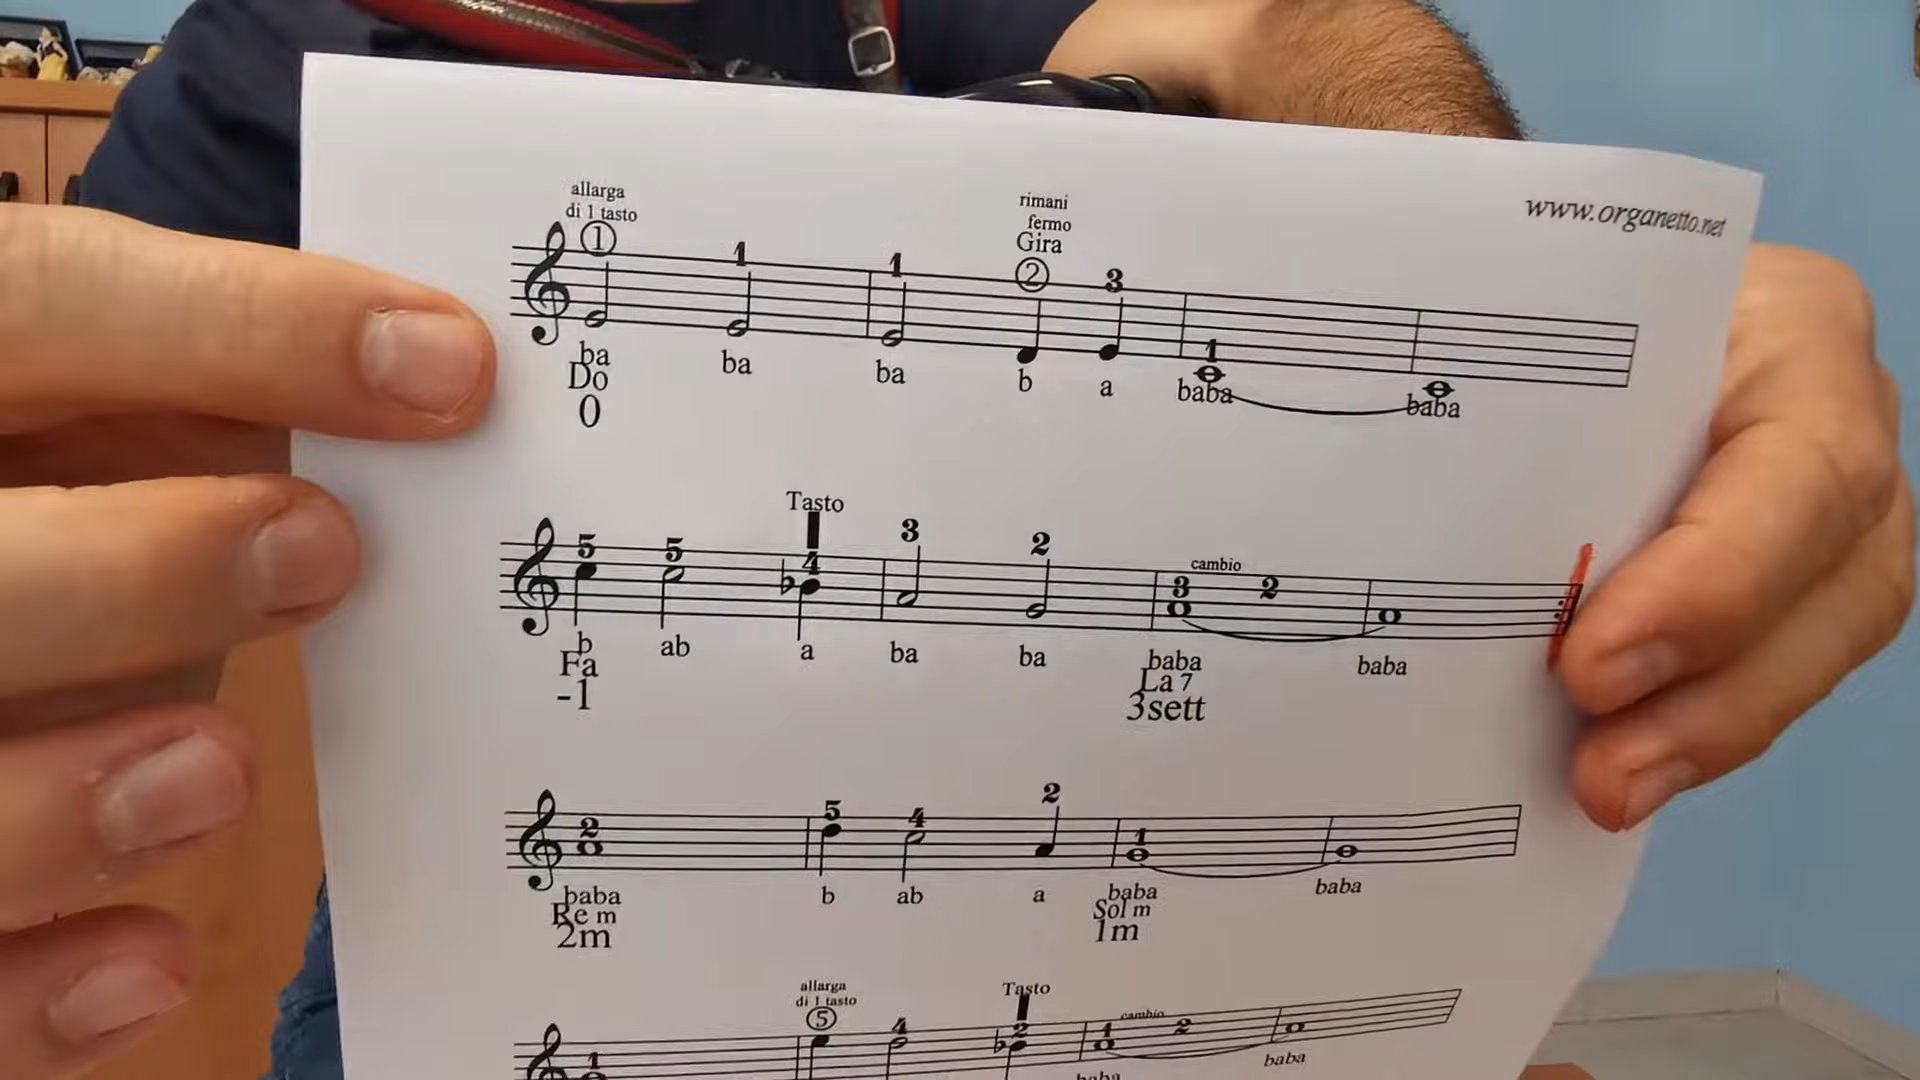 www.organetto.net
allarga
di 1 tasto
rimani
fermo
Gira
1 1 1 2 3 1
ba ba ba b a baba baba
Do
0
Tasto
cambio
5 5 4 3 2 3 2
b ab a ba ba baba baba
Fa La 7
-1 3sett
2 5 4 2 1
baba b ab a baba baba
Re m Sol m
2m 1m
allarga
di 1 tasto
Tasto
cambio
1 5 4 2 1 2
baba baba